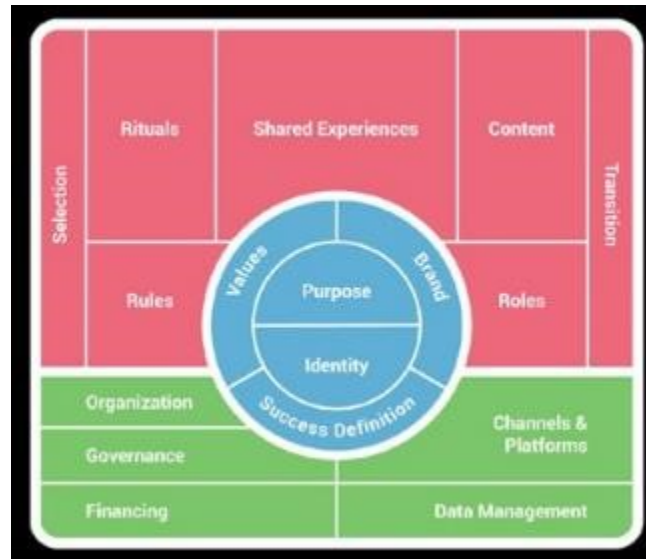 Selection
Rituals
Shared Experiences
Content
Transition
Rules
Values
Brand
Purpose
Identity
Success Definition
Roles
Organization
Governance
Financing
Channels &
Platforms
Data Management